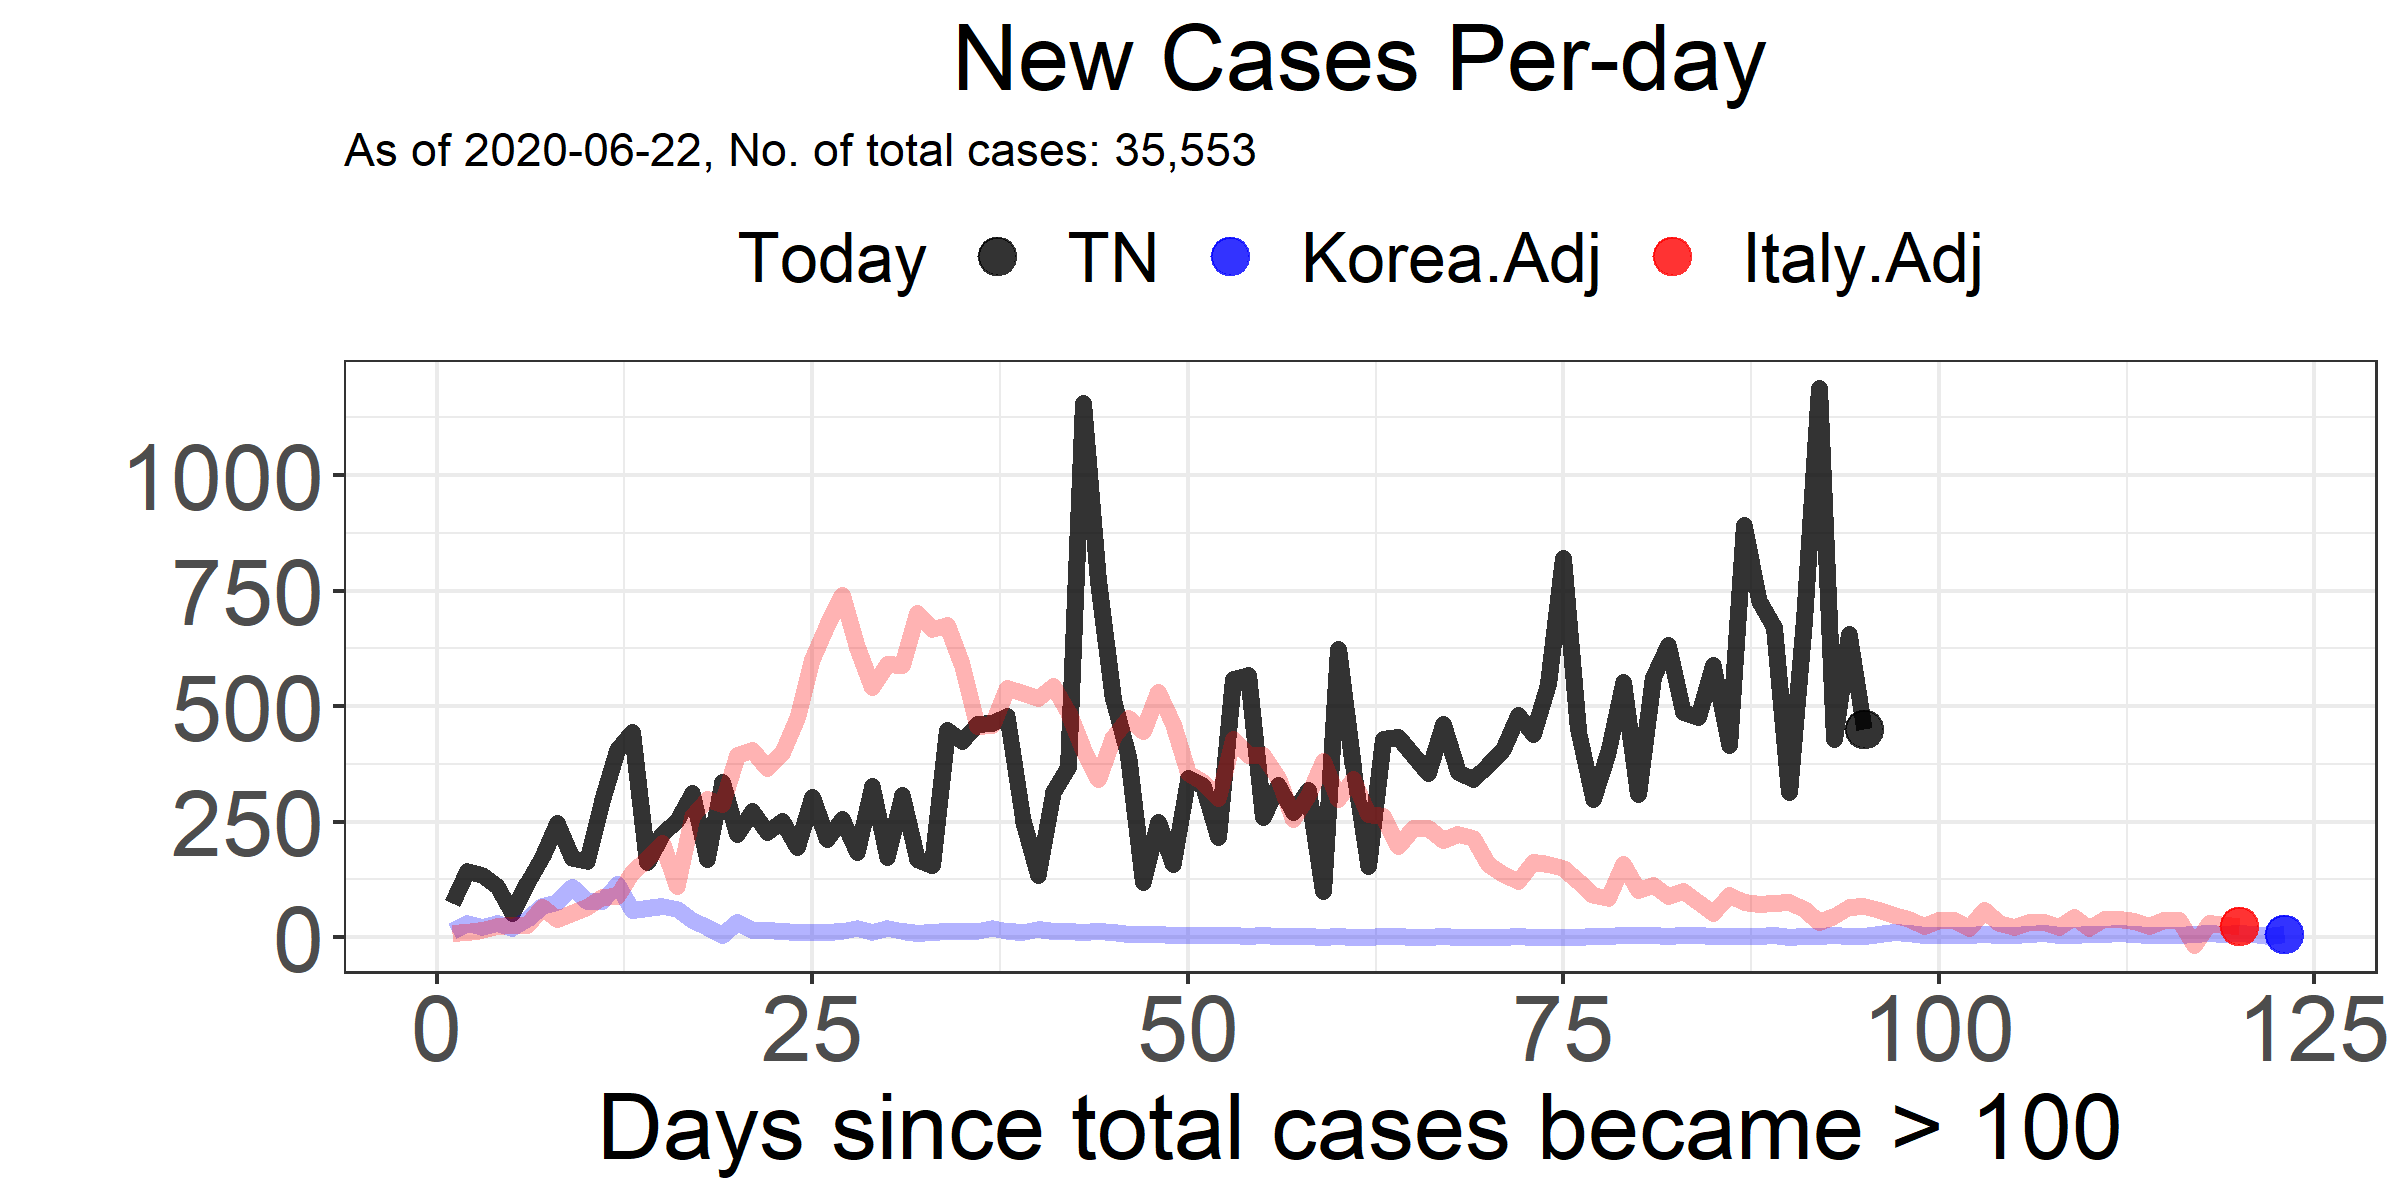 New Cases Per-day
As of 2020-06-22, No. of total cases: 35,553
Today TN Korea.Adj Italy.Adj
1000
750
500
250
0
0 25 50 75 100 125
Days since total cases became > 100